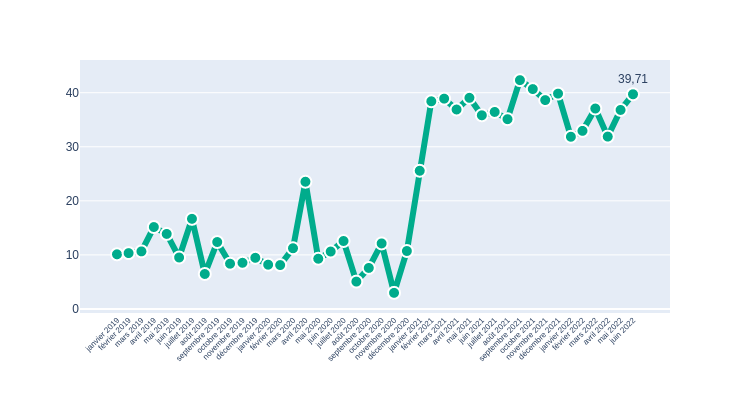 39,71
40
30
20
10
0
janvier 2019
février 2019
mars 2019
avril 2019
mai 2019
juin 2019
juillet 2019
août 2019
septembre 2019
octobre 2019
novembre 2019
décembre 2019
janvier 2020
février 2020
mars 2020
avril 2020
mai 2020
juin 2020
juillet 2020
août 2020
septembre 2020
octobre 2020
novembre 2020
décembre 2020
janvier 2021
février 2021
mars 2021
avril 2021
mai 2021
juin 2021
juillet 2021
août 2021
septembre 2021
octobre 2021
novembre 2021
décembre 2021
janvier 2022
février 2022
mars 2022
avril 2022
mai 2022
juin 2022